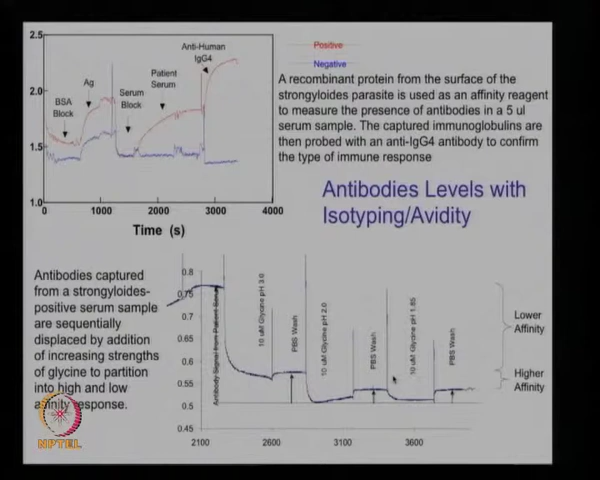 2.5
2.0
1.5
1.0
0
1000
2000
3000
4000
Time (s)
BSA
Block
Ag
Serum
Block
Patient
Serum
Anti-Human
IgG4
Positive
Negative
A recombinant protein from the surface of the
strongyloides parasite is used as an affinity reagent
to measure the presence of antibodies in a 5 ul
serum sample. The captured immunoglobulins are
then probed with an anti-IgG4 antibody to confirm
the type of immune response
Antibodies Levels with
Isotyping/Avidity
Antibodies captured
from a strongyloides-
positive serum sample
are sequentially
displaced by addition
of increasing strengths
of glycine to partition
into high and low
affinity response.
NPTEL
0.8
0.75
0.7
0.65
0.6
0.55
0.5
0.45
2100
2600
3100
3600
Antibody Signal from Patient Serum
10 uM Glycine pH 3.0
PBS Wash
10 uM Glycine pH 2.0
PBS Wash
10 uM Glycine pH 1.85
PBS Wash
Lower
Affinity
Higher
Affinity